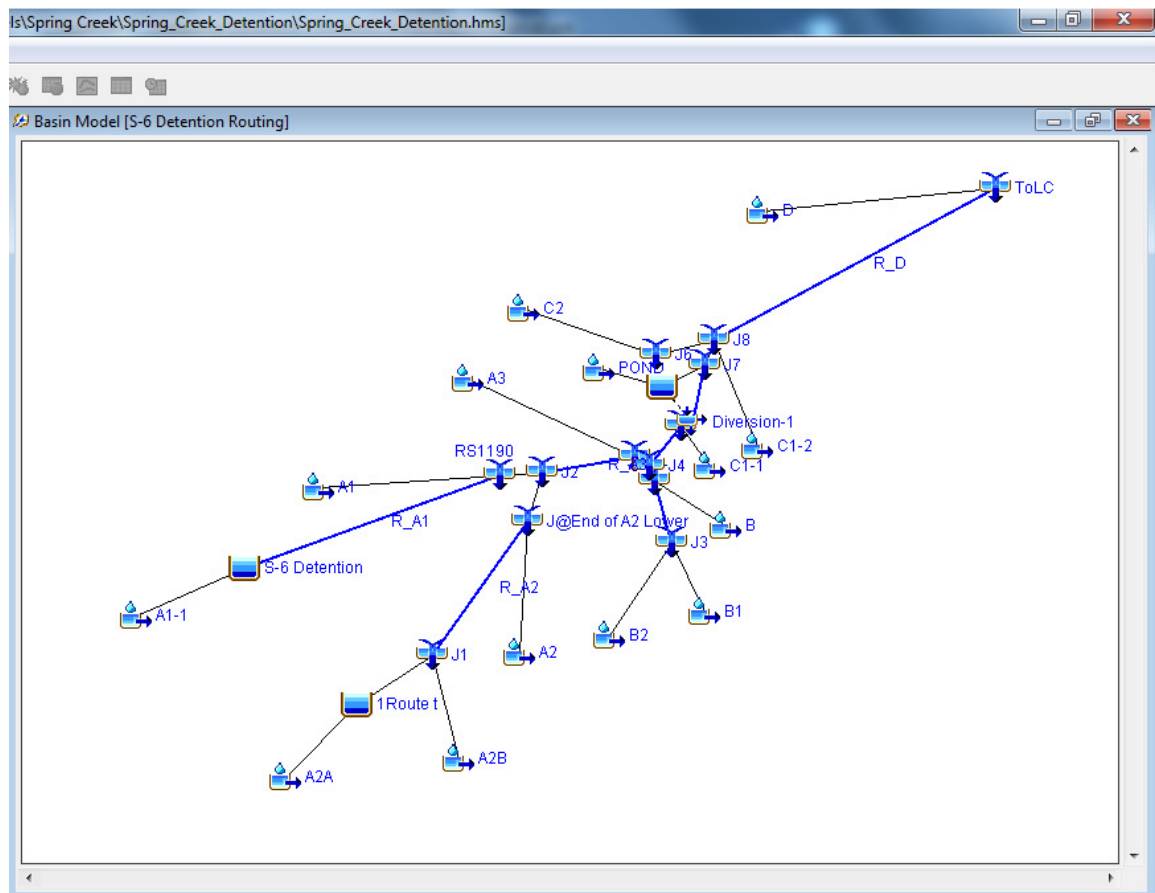 ls\Spring Creek\Spring_Creek_Detention\Spring_Creek_Detention.hms]
Basin Model [S-6 Detention Routing]
ToLC
D
R_D
C2
J8
J6
J7
POND
A3
Diversion-1
C1-2
RS1190
J4
C1-1
J2
A1
J@End of A2 Lower
B
R_A1
J3
S-6 Detention
R_A2
A1-1
B1
B2
J1
A2
1Route t
A2B
A2A